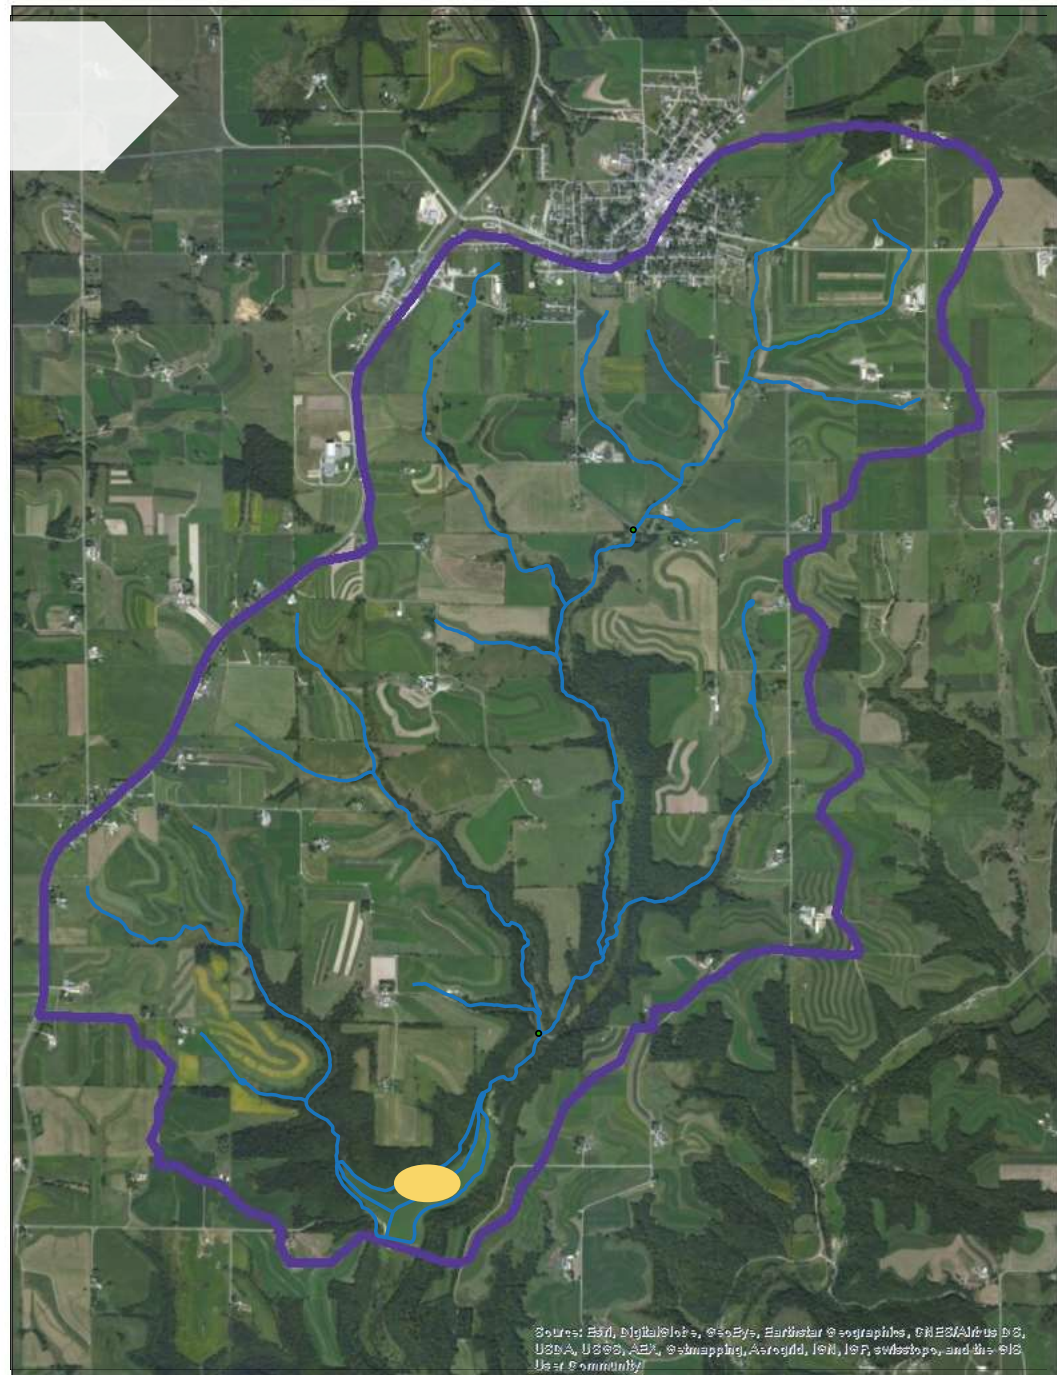 Source: Esri, DigitalGlobe, GeoEye, Earthstar Geographics, CNES/Airbus DS,
USDA, USGS, AEX, Getmapping, Aerogrid, IGN, IGP, swisstopo, and the GIS
User Community